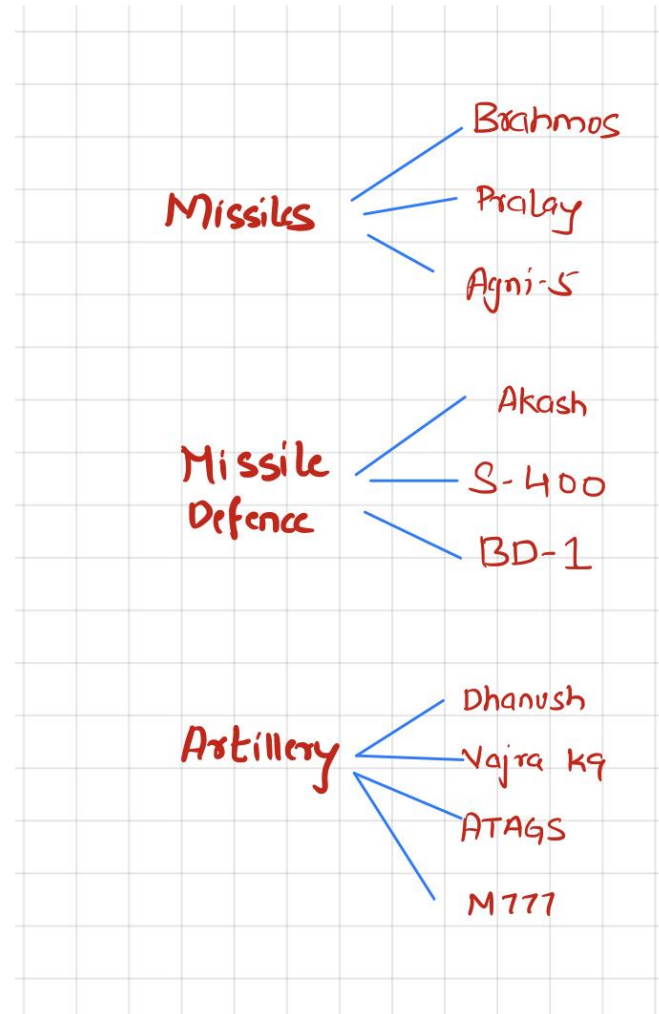 Brahmos
Missiles
Pralay
Agni-5
Akash
Missile
Defence
S-400
BD-1
Dhanush
Artillery
Vajra K9
ATAGS
M777